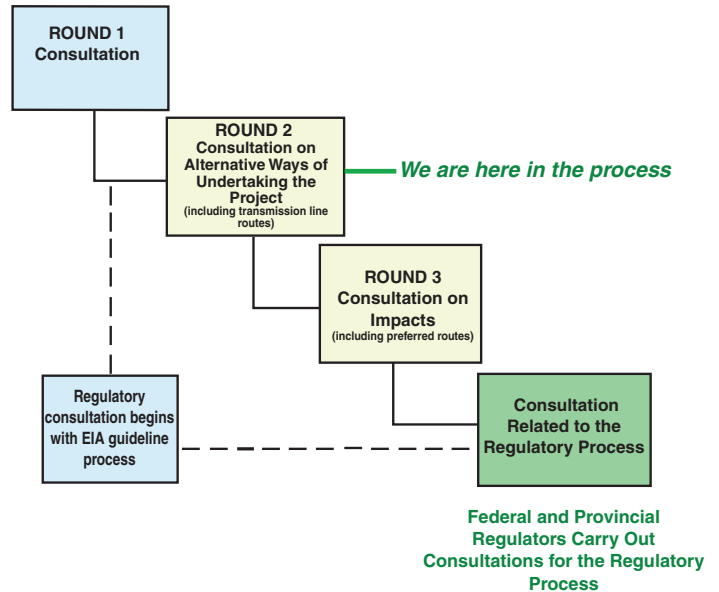 ROUND 1
Consultation
ROUND 2
Consultation on
Alternative Ways of
Undertaking the
Project
(including transmission line
routes)
We are here in the process
ROUND 3
Consultation on
Impacts
(including preferred routes)
Regulatory
consultation begins
with EIA guideline
process
Consultation
Related to the
Regulatory Process
Federal and Provincial
Regulators Carry Out
Consultations for the Regulatory
Process